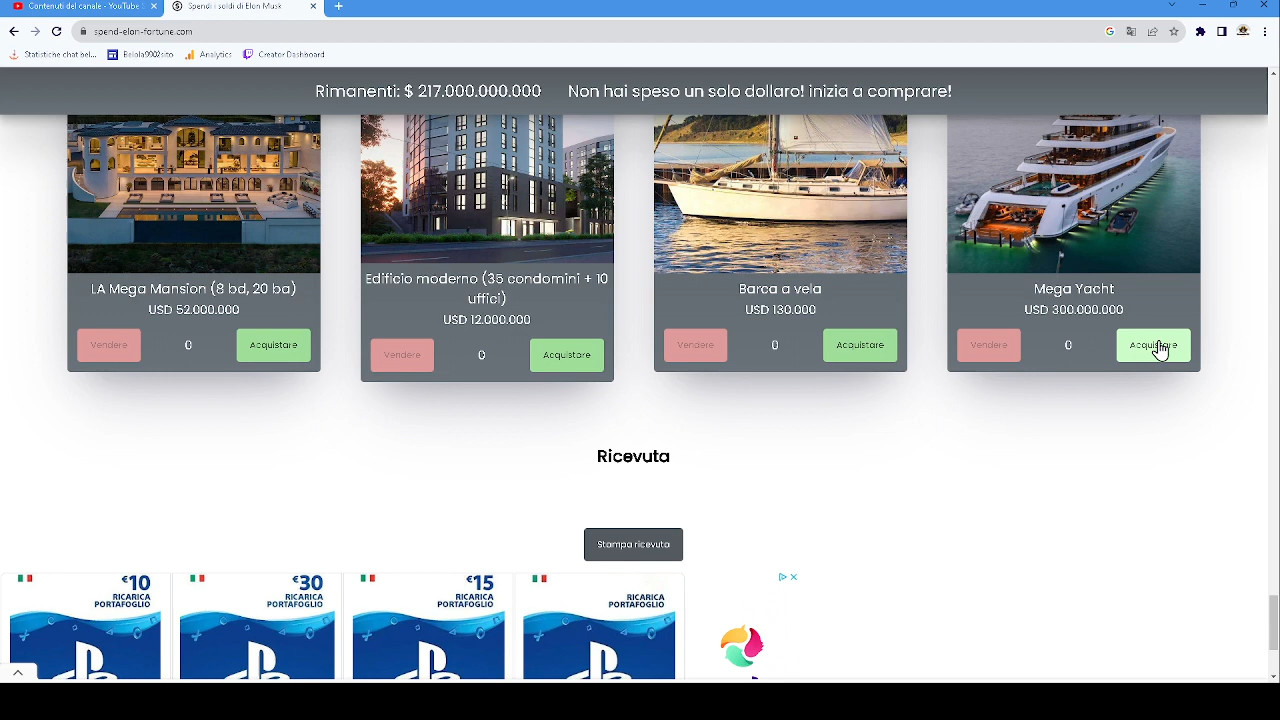 Contenuti del canale - YouTube
Spendi i soldi di Elon Musk
spend-elon-fortune.com
Statistiche chat bel...
Belola9902sito
Analytics
Creator Dashboard
Rimanenti: $ 217.000.000.000 Non hai speso un solo dollaro! inizia a comprare!
LA Mega Mansion (8 bd, 20 ba)
USD 52.000.000
Vendere 0 Acquistare
Edificio moderno (35 condomini + 10
uffici)
USD 12.000.000
Vendere 0 Acquistare
Barca a vela
USD 130.000
Vendere 0 Acquistare
Mega Yacht
USD 300.000.000
Vendere 0 Acquistare
Ricevuta
Stampa ricevuta
€10
RICARICA
PORTAFOGLIO
€30
RICARICA
PORTAFOGLIO
€15
RICARICA
PORTAFOGLIO
RICARICA
PORTAFOGLIO